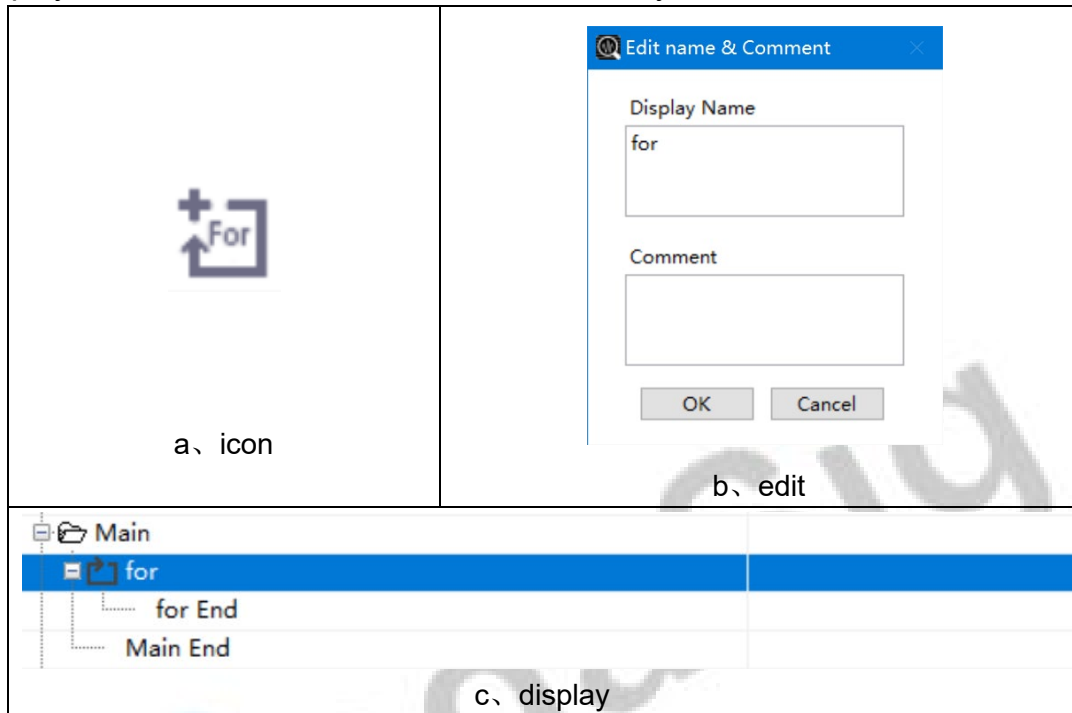 For
a、icon
Edit name & Comment
Display Name
for
Comment
OK Cancel
b、edit
Main
for
for End
Main End
c、display